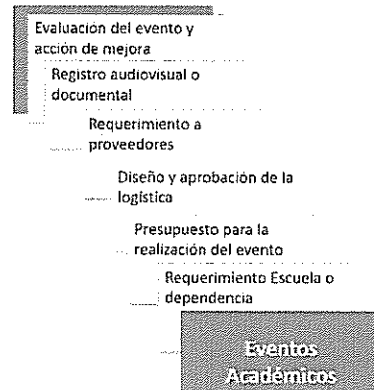 Evaluación del evento y
acción de mejora
Registro audiovisual o
documental
Requerimiento a
proveedores
Diseño y aprobación de la
logística
Presupuesto para la
realización del evento
Requerimiento Escuela o
dependencia
Eventos
Académicos